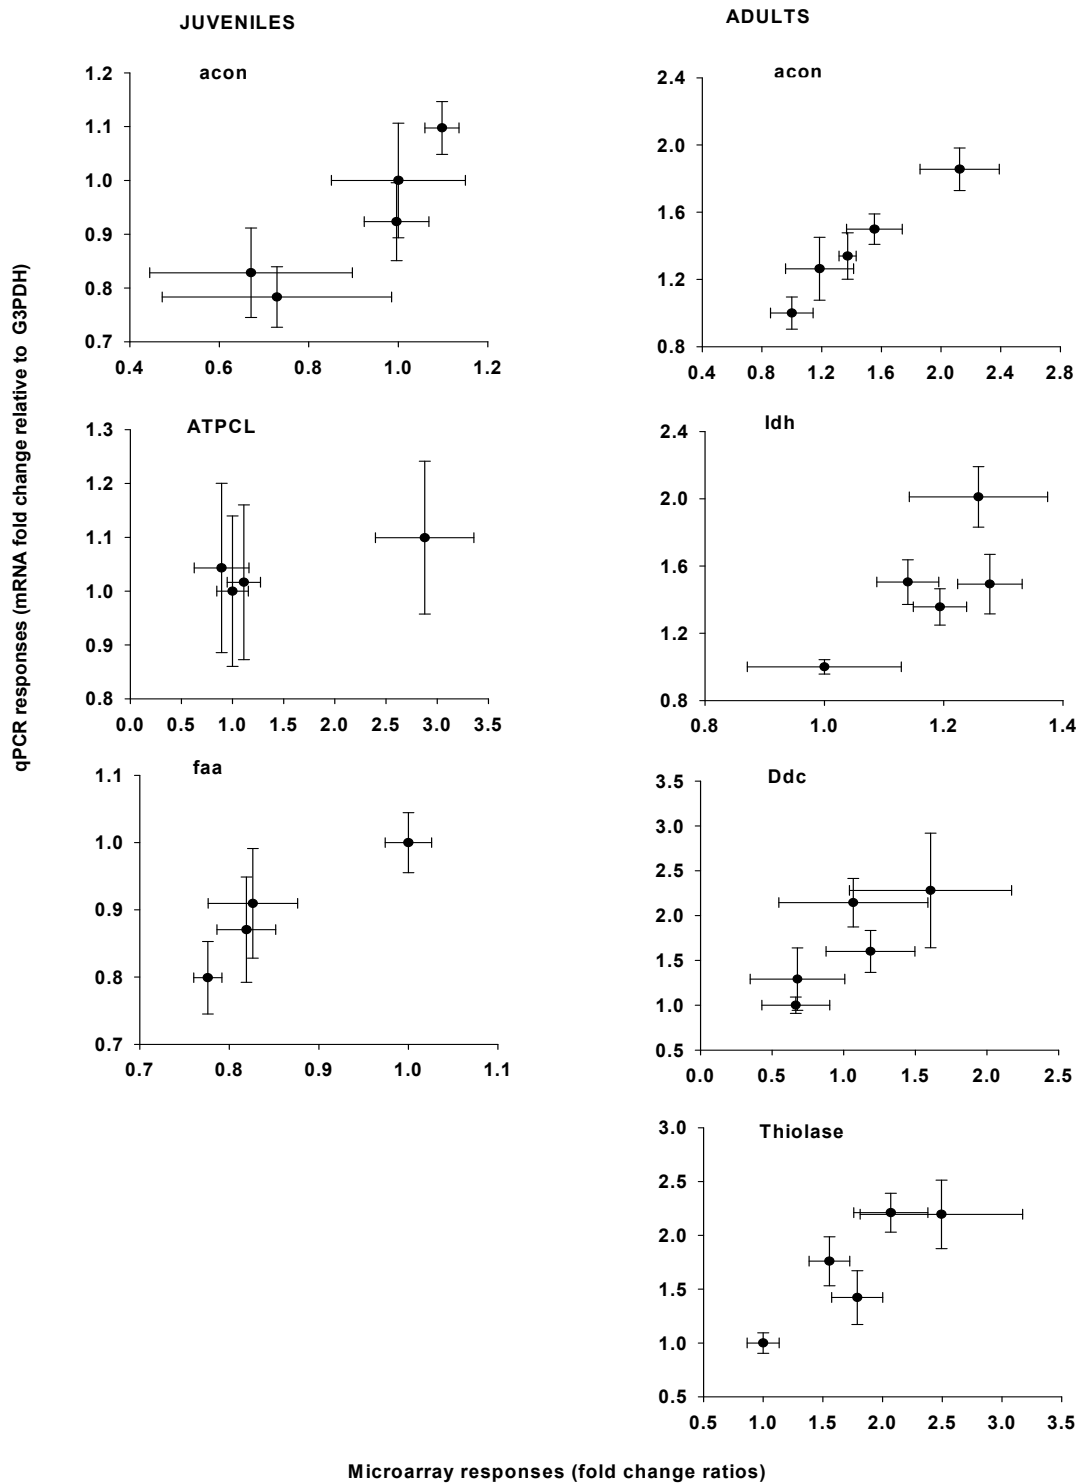 JUVENILES
ADULTS
qPCR responses (mRNA fold change relative to G3PDH)
acon
1.2
1.1
1.0
0.9
0.8
0.7
0.4 0.6 0.8 1.0 1.2
acon
2.4
2.0
1.6
1.2
0.8
0.4 0.8 1.2 1.6 2.0 2.4 2.8
ATPCL
1.3
1.2
1.1
1.0
0.9
0.8
0.0 0.5 1.0 1.5 2.0 2.5 3.0 3.5
ldh
2.4
2.0
1.6
1.2
0.8
0.8 1.0 1.2 1.4
faa
1.1
1.0
0.9
0.8
0.7
0.7 0.8 0.9 1.0 1.1
Ddc
3.5
3.0
2.5
2.0
1.5
1.0
0.5
0.0 0.5 1.0 1.5 2.0 2.5
Thiolase
3.0
2.5
2.0
1.5
1.0
0.5
0.5 1.0 1.5 2.0 2.5 3.0 3.5
Microarray responses (fold change ratios)